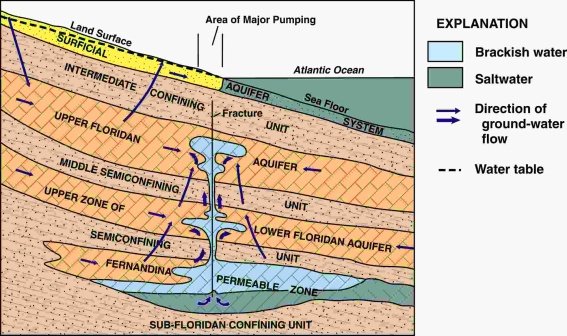 Area of Major Pumping
Land Surface
SURFICIAL
AQUIFER
SYSTEM
Atlantic Ocean
Sea Floor
INTERMEDIATE
CONFINING
UNIT
Fracture
UPPER FLORIDAN
AQUIFER
MIDDLE SEMICONFINING
UNIT
UPPER ZONE OF
LOWER FLORIDAN AQUIFER
SEMICONFINING
UNIT
FERNANDINA
PERMEABLE ZONE
SUB-FLORIDAN CONFINING UNIT
EXPLANATION
Brackish water
Saltwater
Direction of
ground-water
flow
Water table